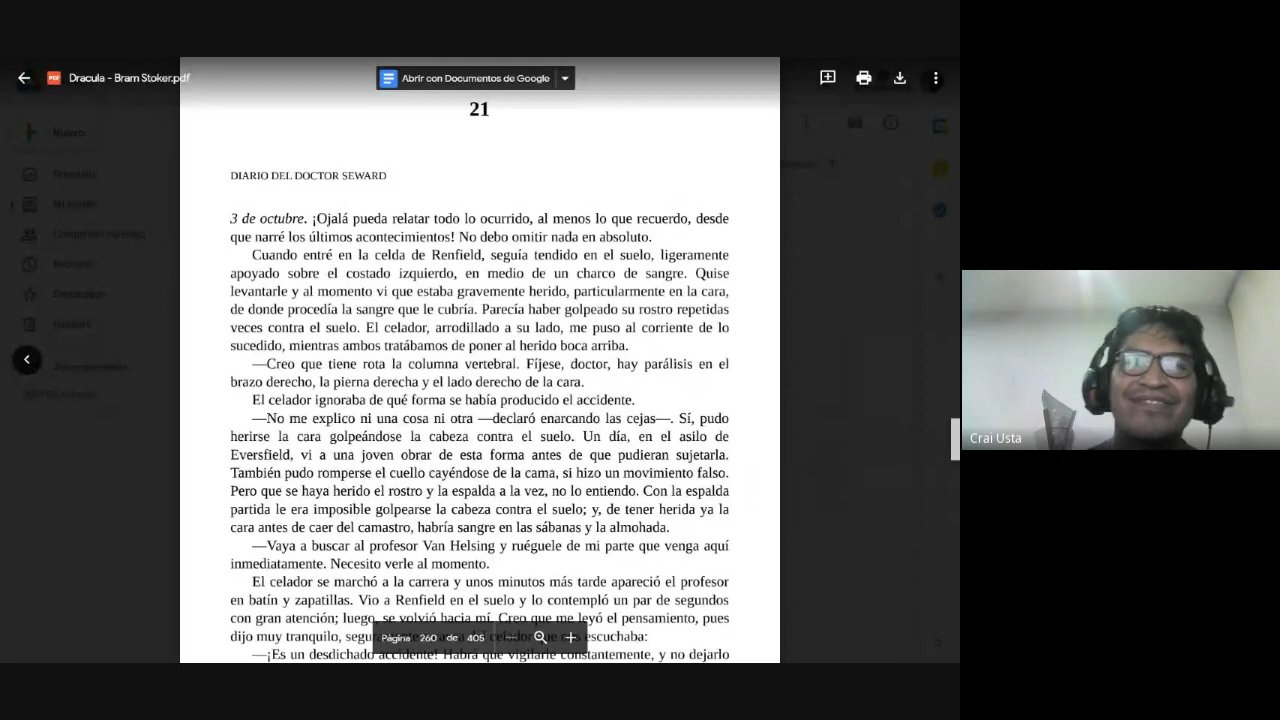 Dracula - Bram Stoker.pdf
Abrir con Documentos de Google
21
Nuevo
DIARIO DEL DOCTOR SEWARD
3 de octubre. ¡Ojalá pueda relatar todo lo ocurrido, al menos lo que recuerdo, desde
que narré los últimos acontecimientos! No debo omitir nada en absoluto.
Cuando entré en la celda de Renfield, seguía tendido en el suelo, ligeramente
apoyado sobre el costado izquierdo, en medio de un charco de sangre. Quise
levantarle y al momento vi que estaba gravemente herido, particularmente en la cara,
de donde procedía la sangre que le cubría. Parecía haber golpeado su rostro repetidas
veces contra el suelo. El celador, arrodillado a su lado, me puso al corriente de lo
sucedido, mientras ambos tratábamos de poner al herido boca arriba.
—Creo que tiene rota la columna vertebral. Fíjese, doctor, hay parálisis en el
brazo derecho, la pierna derecha y el lado derecho de la cara.
El celador ignoraba de qué forma se había producido el accidente.
—No me explico ni una cosa ni otra —declaró enarcando las cejas—. Sí, pudo
herirse la cara golpeándose la cabeza contra el suelo. Un día, en el asilo de
Eversfield, vi a una joven obrar de esta forma antes de que pudieran sujetarla.
También pudo romperse el cuello cayéndose de la cama, si hizo un movimiento falso.
Pero que se haya herido el rostro y la espalda a la vez, no lo entiendo. Con la espalda
partida le era imposible golpearse la cabeza contra el suelo; y, de tener herida ya la
cara antes de caer del camastro, habría sangre en las sábanas y la almohada.
—Vaya a buscar al profesor Van Helsing y ruéguele de mi parte que venga aquí
inmediatamente. Necesito verle al momento.
El celador se marchó a la carrera y unos minutos más tarde apareció el profesor
en batín y zapatillas. Vio a Renfield en el suelo y lo contempló un par de segundos
con gran atención; luego, se volvió hacia mí. Creo que me leyó el pensamiento, pues
dijo muy tranquilo, escuchaba:
Página 260 de 405
—¡Es un desdichado accidente! Habrá que vigilarle constantemente, y no dejarlo
Crai Usta